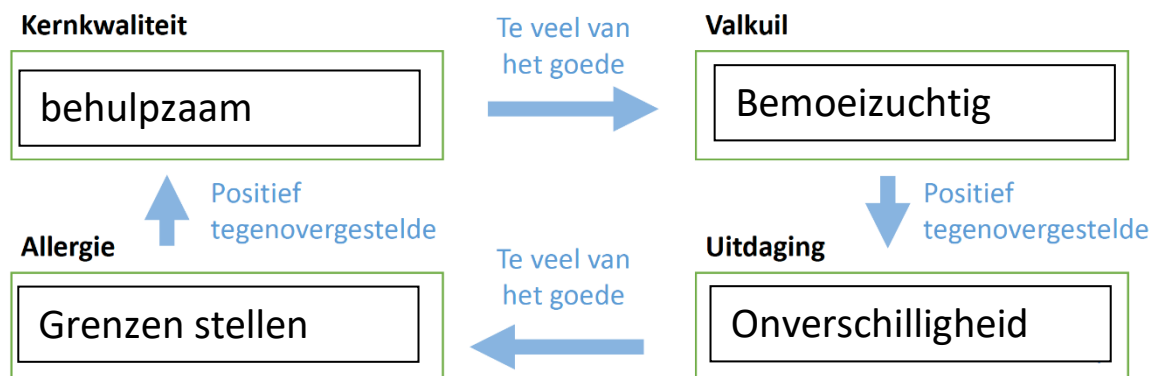 Kernkwaliteit
Te veel van
het goede
Valkuil
behulpzaam
Bemoeizuchtig
Positief
tegenovergestelde
Positief
tegenovergestelde
Allergie
Te veel van
het goede
Uitdaging
Grenzen stellen
Onverschilligheid